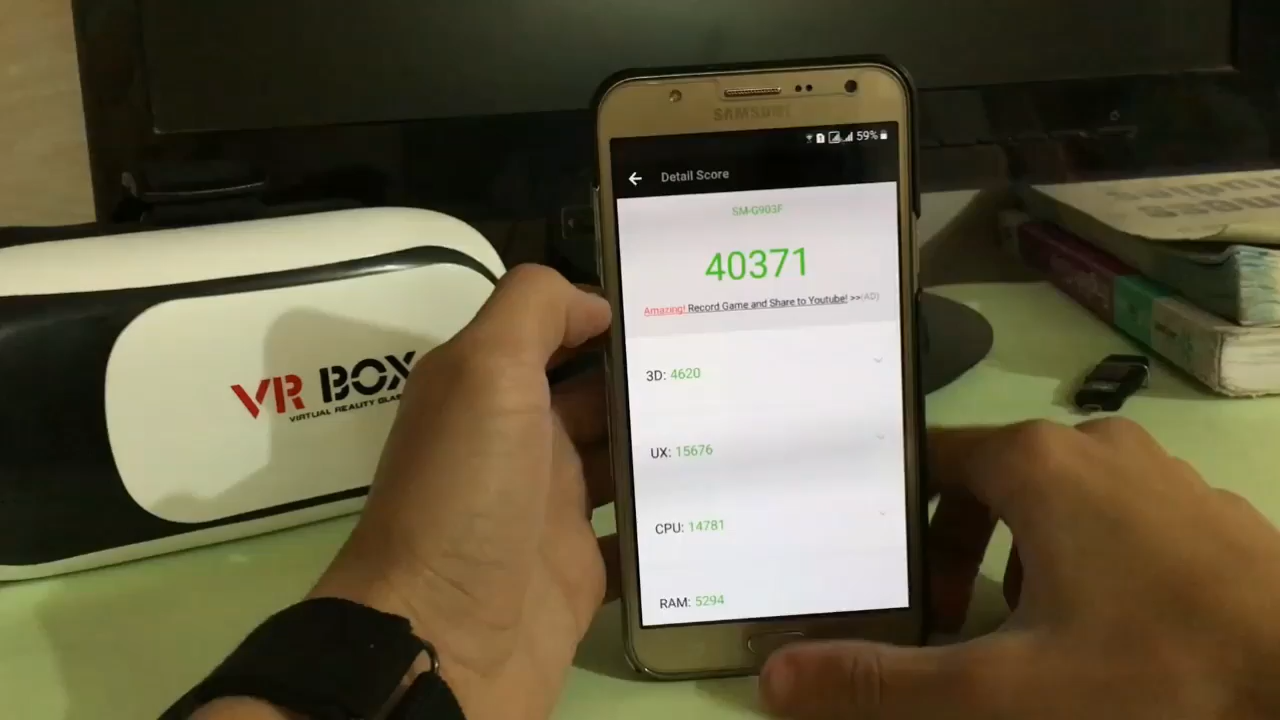 SAMSUNG
59%
Detail Score
SM-G903F
40371
Amazing! Record Game and Share to Youtube! >>(AD)
3D: 4620
UX: 15676
CPU: 14781
RAM: 5294
VR BOX
VIRTUAL REALITY